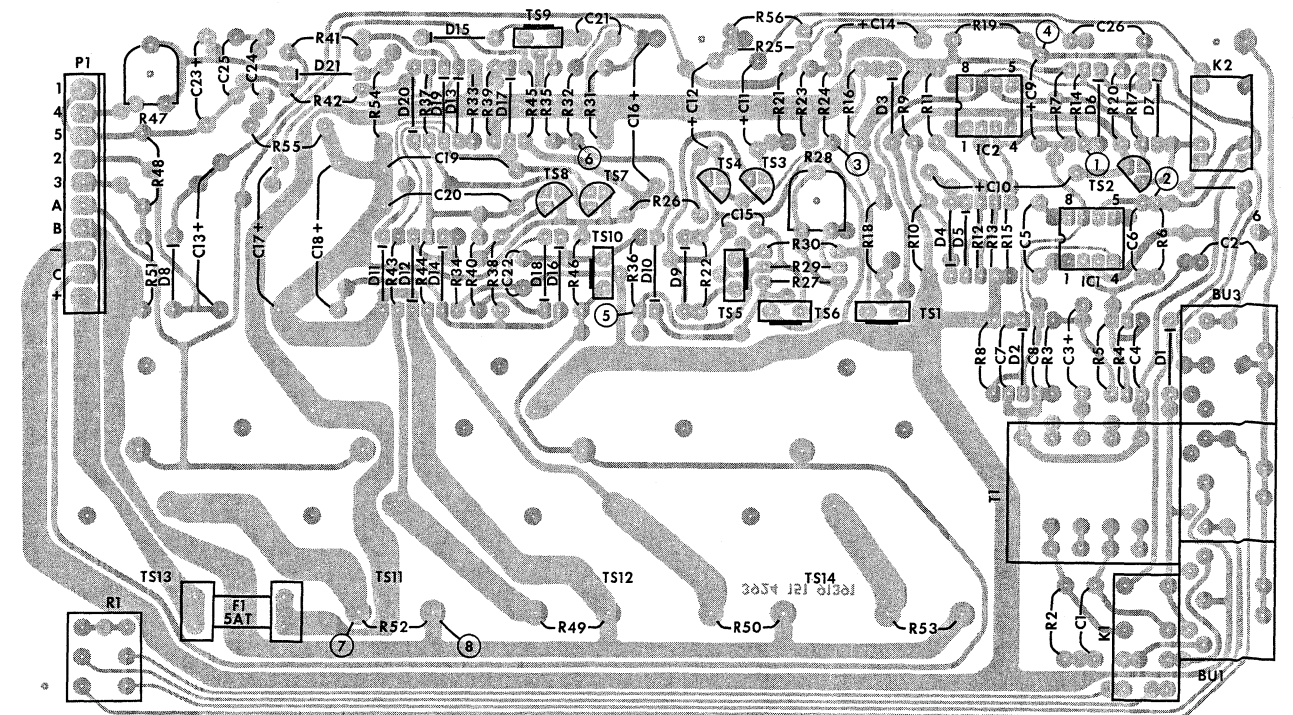 TS9
D15
C21
R56
+C14
R19
4
C26
R41
R25
P1
D21
K2
C23+
C25
C24
R42
R47
R54
D20
R37
D19
D13
R33
R39
D17
R45
R35
R32
R31
C16+
+C12
+C11
R21
R23
R24
R16
D3
R9
R11
8
5
+C9
R7
R14
D6
R20
R17
D7
1
4
5
2
3
A
B
C
+
R55
6
3
1
IC2
4
1
R48
C19
TS4
TS3
R28
TS2
2
TS8
TS7
C20
R26
+C10
C15
8
5
6
C13+
C17+
C18+
R18
R10
D4
D5
R12
R13
R15
C5
C6
R6
C2
TS10
R30
R51
D8
D11
R43
D12
R44
D14
R34
R40
R38
C22
D18
D16
R46
R36
D10
D9
R22
R29
R27
1
4
IC1
5
TS5
TS6
TS1
BU3
R8
C7
D2
C8
R3
C3+
R5
R4
C4
D1
T1
TS13
TS11
TS12
TS14
3924 151 91391
R1
F1
5AT
R52
R49
R50
R53
R2
C1
K1
7
8
BU1